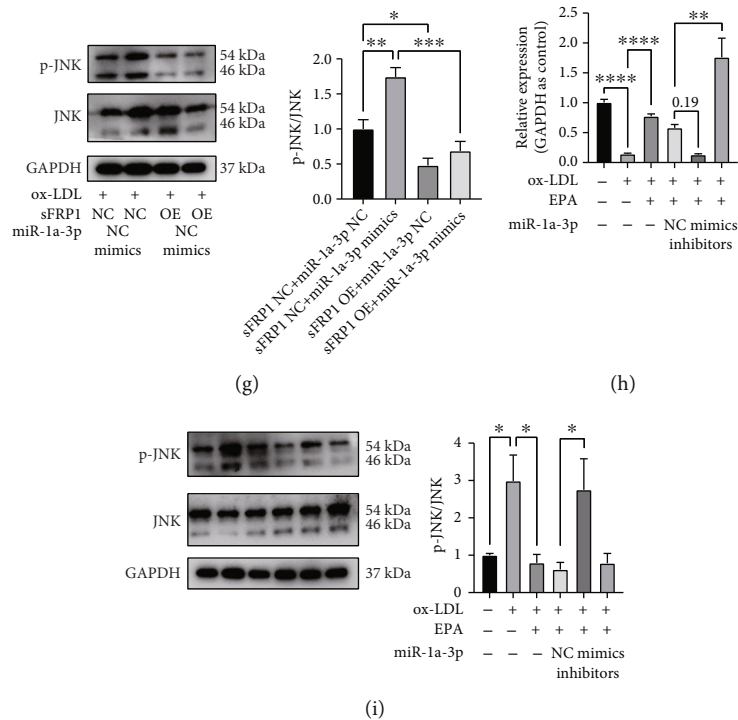 p-JNK
54 kDa
46 kDa
JNK
54 kDa
46 kDa
GAPDH
37 kDa
ox-LDL + + + +
sFRP1 NC NC OE OE
miR-1a-3p NC NC
mimics mimics
p-JNK/JNK
2.0
1.5
1.0
0.5
0.0
*
** ***
sFRP1 NC+miR-1a-3p NC
sFRP1 NC+miR-1a-3p mimics
sFRP1 OE+miR-1a-3p NC
sFRP1 OE+miR-1a-3p mimics
(g)
Relative expression
(GAPDH as control)
2.0
1.5
1.0
0.5
0.0
**
****
**** 0.19
ox-LDL – + + + + +
EPA – – + + + +
miR-1a-3p – – – NC mimics
inhibitors
(h)
p-JNK
54 kDa
46 kDa
JNK
54 kDa
46 kDa
GAPDH
37 kDa
p-JNK/JNK
4
3
2
1
0
* * *
ox-LDL – + + + + +
EPA – – + + + +
miR-1a-3p – – – NC mimics
inhibitors
(i)